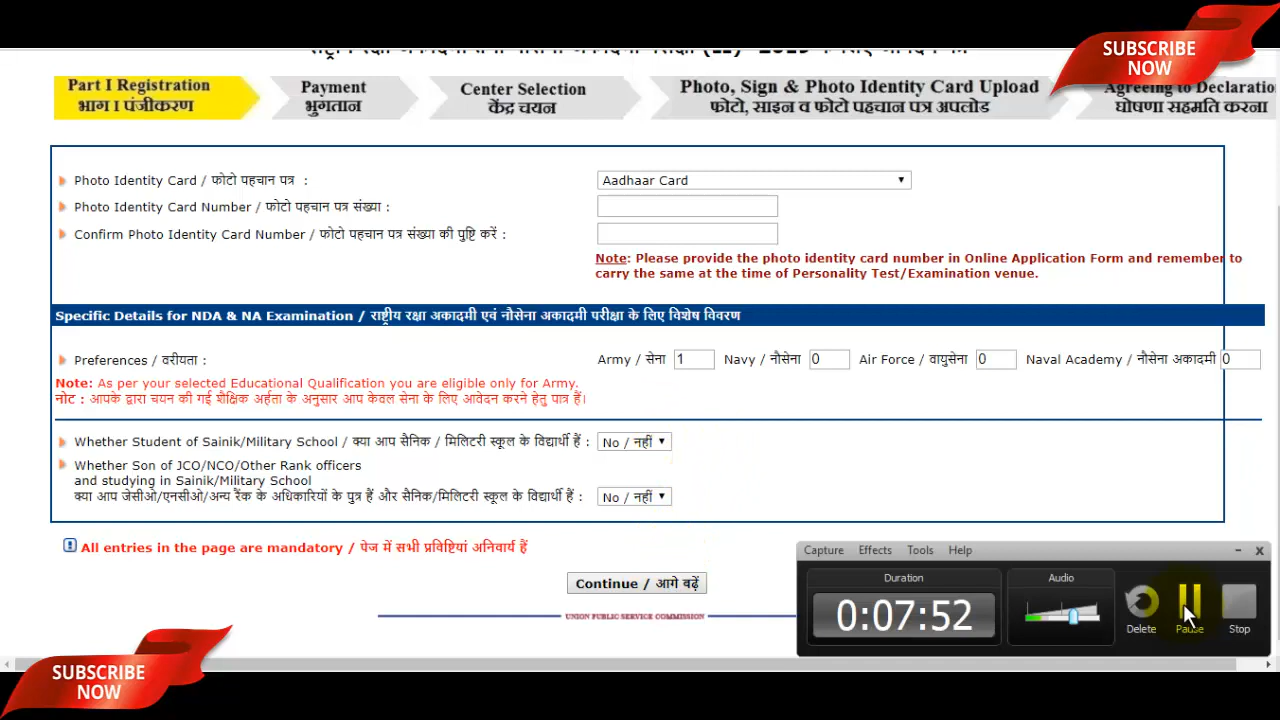 SUBSCRIBE
NOW
Part I Registration
भाग I पंजीकरण
Payment
भुगतान
Center Selection
केंद्र चयन
Photo, Sign & Photo Identity Card Upload
फोटो, साइन व फोटो पहचान पत्र अपलोड
Agreeing to Declaratio
घोषणा सहमति करना
Photo Identity Card / फोटो पहचान पत्र :
Aadhaar Card
Photo Identity Card Number / फोटो पहचान पत्र संख्या :
Confirm Photo Identity Card Number / फोटो पहचान पत्र संख्या की पुष्टि करें :
Note: Please provide the photo identity card number in Online Application Form and remember to
carry the same at the time of Personality Test/Examination venue.
Specific Details for NDA & NA Examination / राष्ट्रीय रक्षा अकादमी एवं नौसेना अकादमी परीक्षा के लिए विशेष विवरण
Preferences / वरीयता : Army / सेना 1 Navy / नौसेना 0 Air Force / वायुसेना 0 Naval Academy / नौसेना अकादमी 0
Note: As per your selected Educational Qualification you are eligible only for Army.
नोट : आपके द्वारा चयन की गई शैक्षिक अर्हता के अनुसार आप केवल सेना के लिए आवेदन करने हेतु पात्र हैं।
Whether Student of Sainik/Military School / क्या आप सैनिक / मिलिटरी स्कूल के विद्यार्थी हैं : No / नहीं
Whether Son of JCO/NCO/Other Rank officers
and studying in Sainik/Military School
क्या आप जेसीओ/एनसीओ/अन्य रैंक के अधिकारियों के पुत्र हैं और सैनिक/मिलिटरी स्कूल के विद्यार्थी हैं : No / नहीं
All entries in the page are mandatory / पेज में सभी प्रविष्टियां अनिवार्य हैं
Continue / आगे बढ़ें
UNION PUBLIC SERVICE COMMISSION
Capture Effects Tools Help
Duration
0:07:52
Audio
Delete
Pause
Stop
SUBSCRIBE
NOW